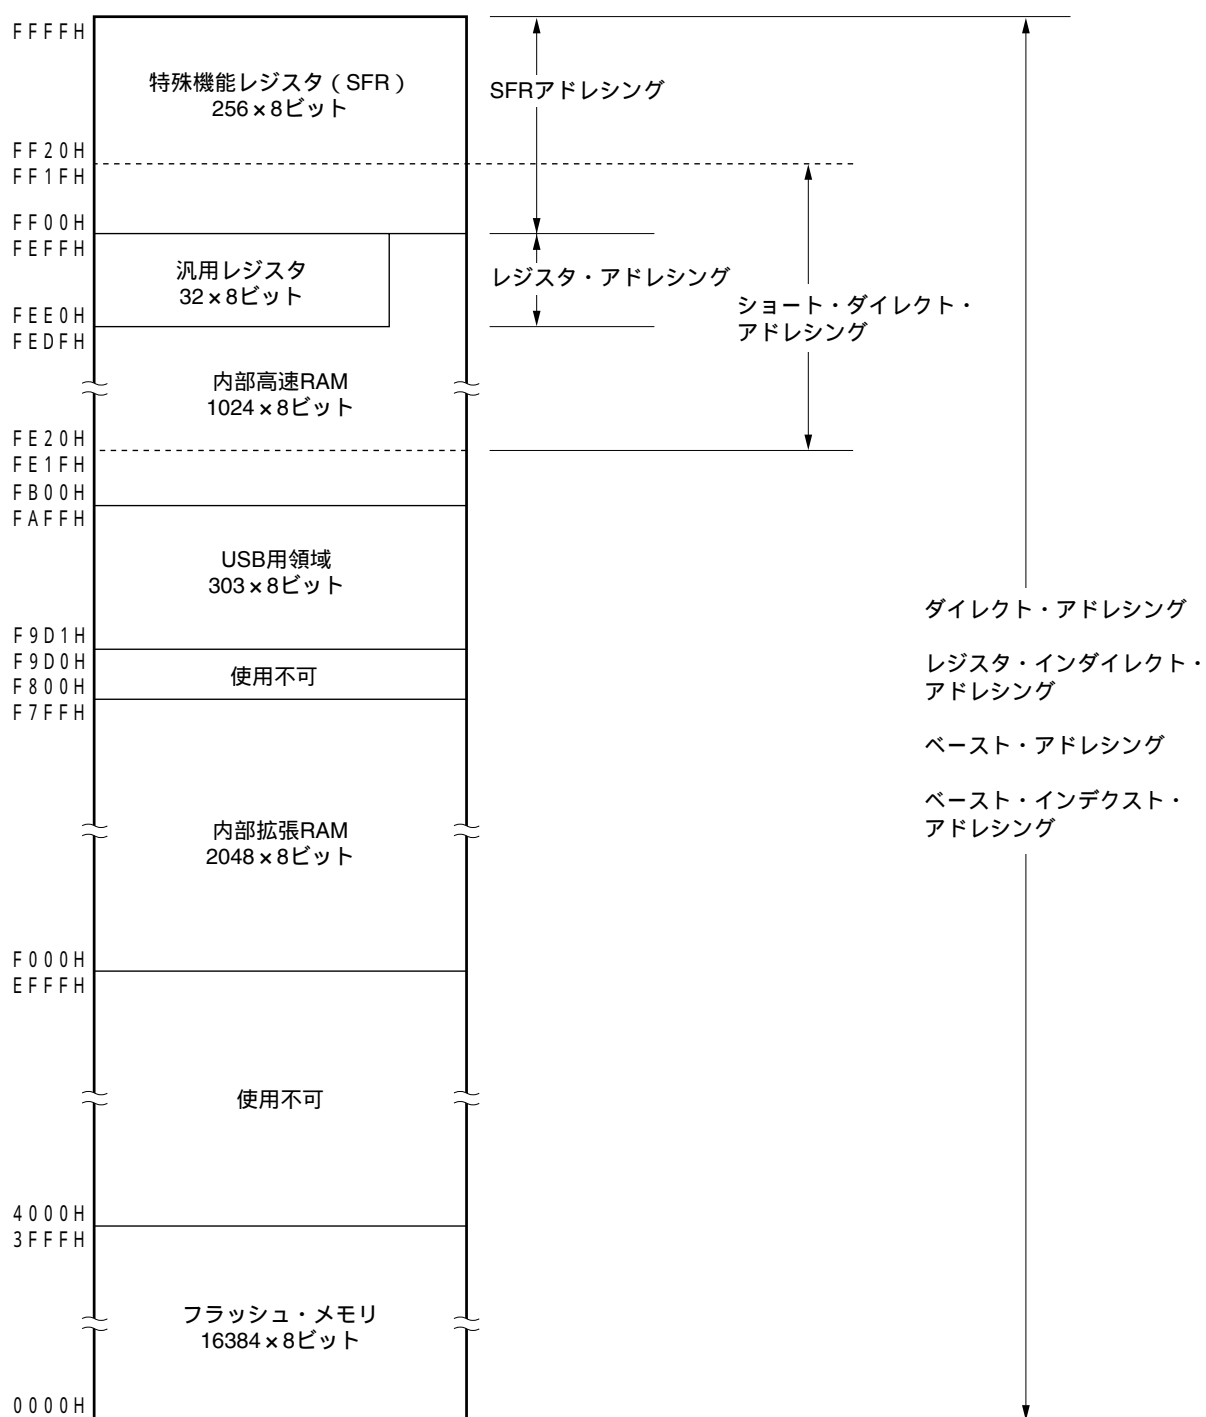 FFFFH
特殊機能レジスタ(SFR)
256×8ビット
SFRアドレシング
FF20H
FF1FH
FF00H
FEFFH
汎用レジスタ
32×8ビット
レジスタ・アドレシング
ショート・ダイレクト・
アドレシング
FEE0H
FEDFH
内部高速RAM
1024×8ビット
FE20H
FE1FH
FB00H
FAFFH
USB用領域
303×8ビット
ダイレクト・アドレシング
F9D1H
F9D0H
使用不可
レジスタ・インダイレクト・
アドレシング
F800H
F7FFH
ベースト・アドレシング
ベースト・インデクスト・
アドレシング
内部拡張RAM
2048×8ビット
F000H
EFFFH
使用不可
4000H
3FFFH
フラッシュ・メモリ
16384×8ビット
0000H